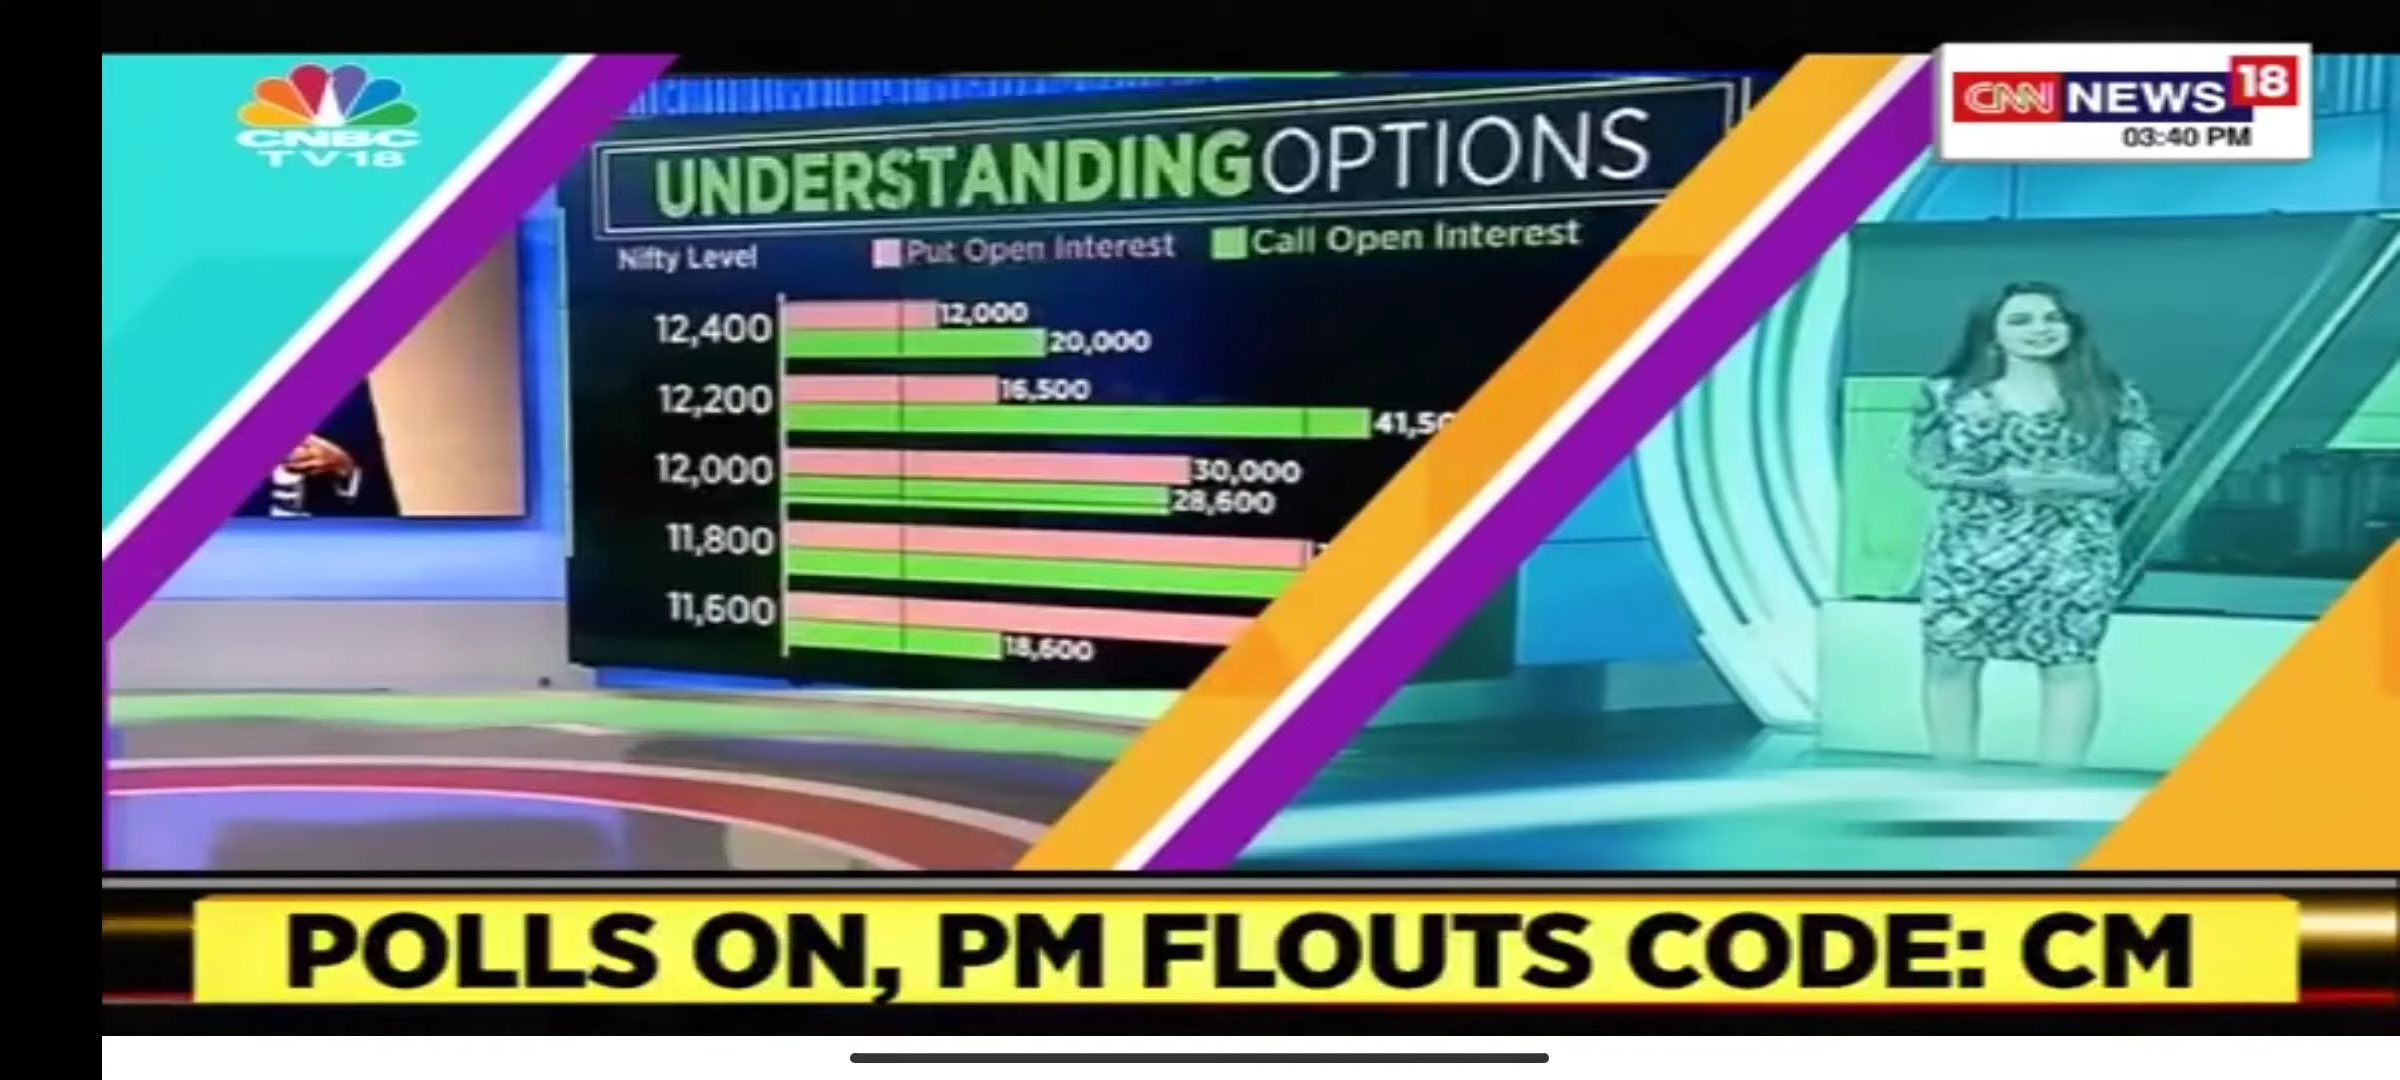 CNBC
TV18
CNN NEWS 18
03:40 PM
UNDERSTANDING OPTIONS
Nifty Level
Put Open Interest
Call Open Interest
12,400
12,000
20,000
12,200
16,500
12,000
30,000
28,600
11,800
11,600
18,600
POLLS ON, PM FLOUTS CODE: CM